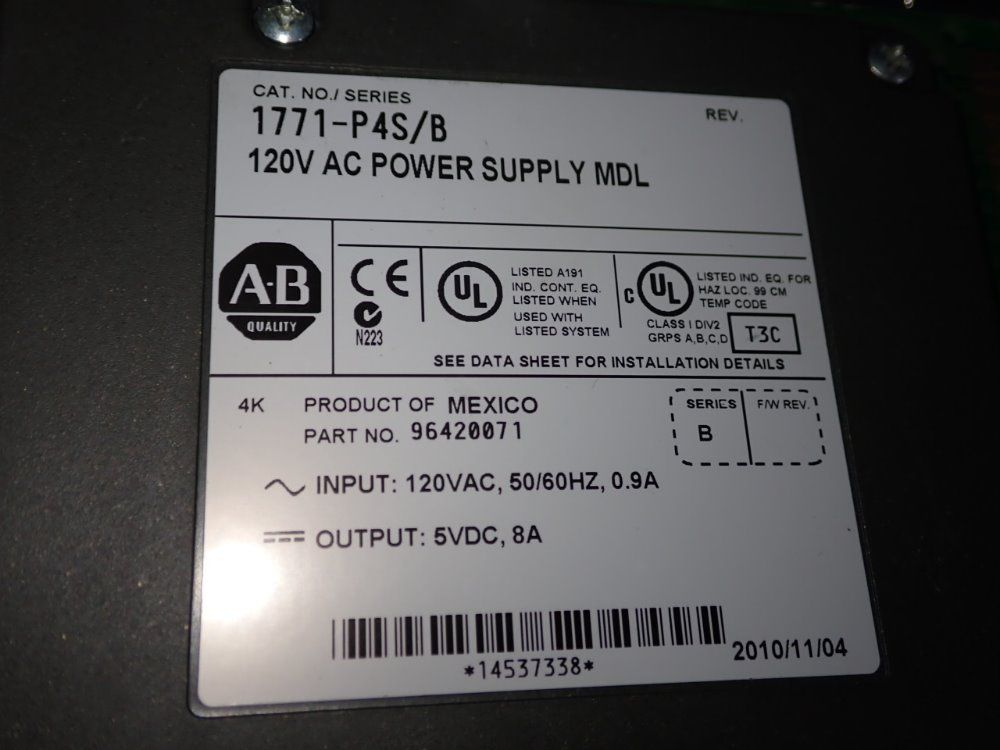 CAT. NO./ SERIES
1771-P4S/B
REV.
120V AC POWER SUPPLY MDL
A-B
QUALITY
CE
N223
UL
LISTED A191
IND. CONT. EQ.
LISTED WHEN
USED WITH
LISTED SYSTEM
C UL
LISTED IND. EQ. FOR
HAZ LOC. 99 CM
TEMP CODE
CLASS I DIV2
GRPS A,B,C,D
T3C
SEE DATA SHEET FOR INSTALLATION DETAILS
4K PRODUCT OF MEXICO
PART NO. 96420071
SERIES
B
F/W REV.
INPUT: 120VAC, 50/60HZ, 0.9A
OUTPUT: 5VDC, 8A
*14537338*
2010/11/04